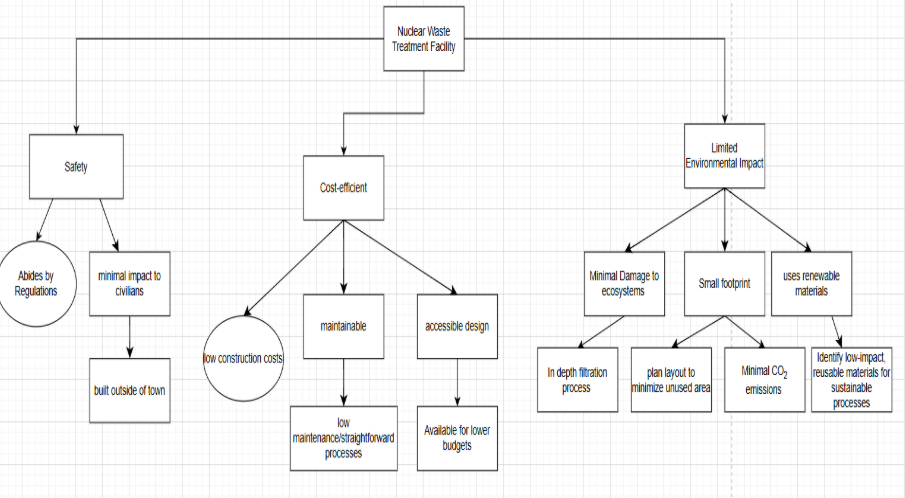 Nuclear Waste
Treatment Facility
Safety
Cost-efficient
Limited
Environmental Impact
Abides by
Regulations
minimal impact to
civilians
low construction costs
maintainable
accessible design
Minimal Damage to
ecosystems
Small footprint
uses renewable
materials
built outside of town
low
maintenance/straightforward
processes
Available for lower
budgets
In depth filtration
process
plan layout to
minimize unused area
Minimal CO₂
emissions
Identify low-impact,
reusable materials for
sustainable
processes